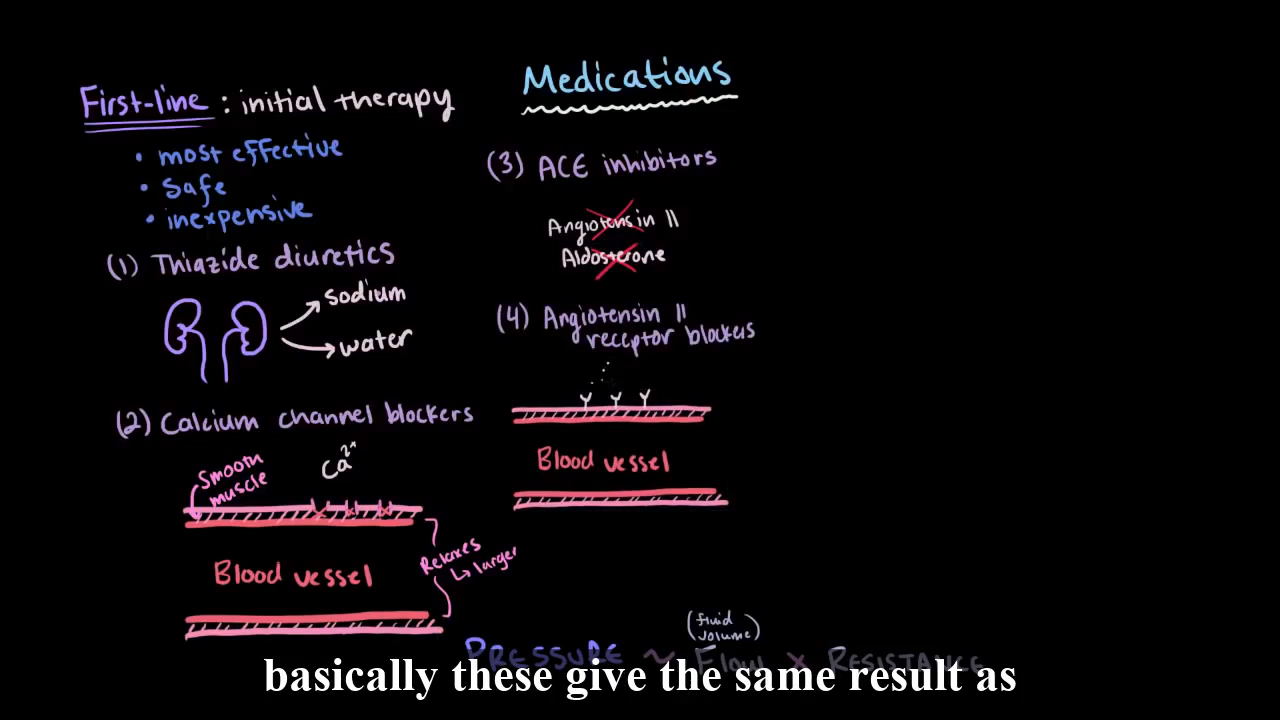 Medications
First-line : initial therapy
• most effective
• Safe
• inexpensive
(1) Thiazide diuretics
sodium
water
(2) Calcium channel blockers
Smooth
muscle
Ca²⁺
Blood vessel
Relaxes
↳ larger
(3) ACE inhibitors
Angiotensin II
Aldosterone
(4) Angiotensin II
receptor blockers
Blood vessel
(fluid
volume)
PRESSURE ~ Flow × RESISTANCE
basically these give the same result as